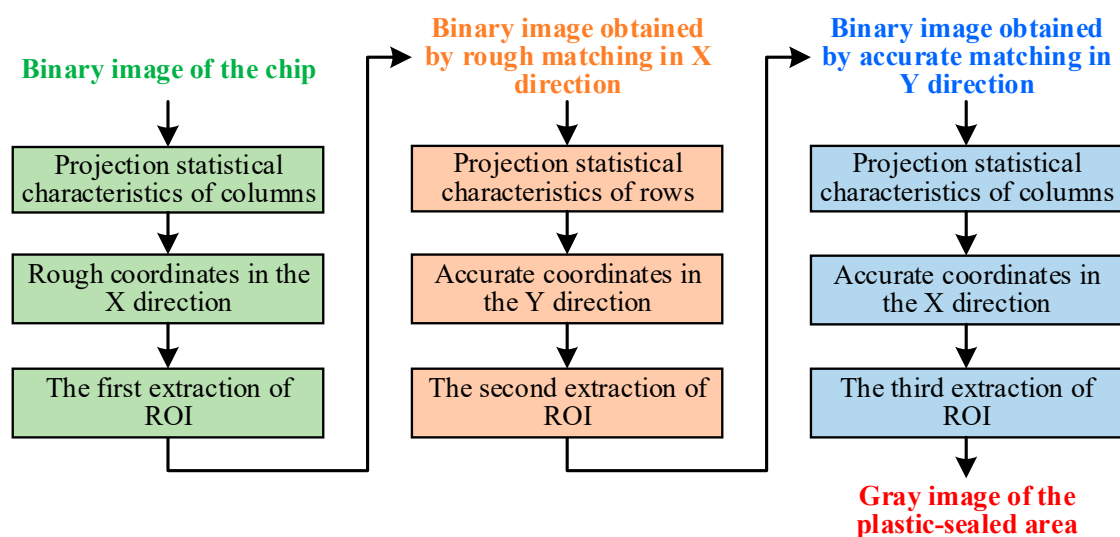 Binary image of the chip
Projection statistical
characteristics of columns
Rough coordinates in the
X direction
The first extraction of
ROI
Binary image obtained
by rough matching in X
direction
Projection statistical
characteristics of rows
Accurate coordinates in
the Y direction
The second extraction of
ROI
Binary image obtained
by accurate matching in
Y direction
Projection statistical
characteristics of columns
Accurate coordinates in
the X direction
The third extraction of
ROI
Gray image of the
plastic-sealed area